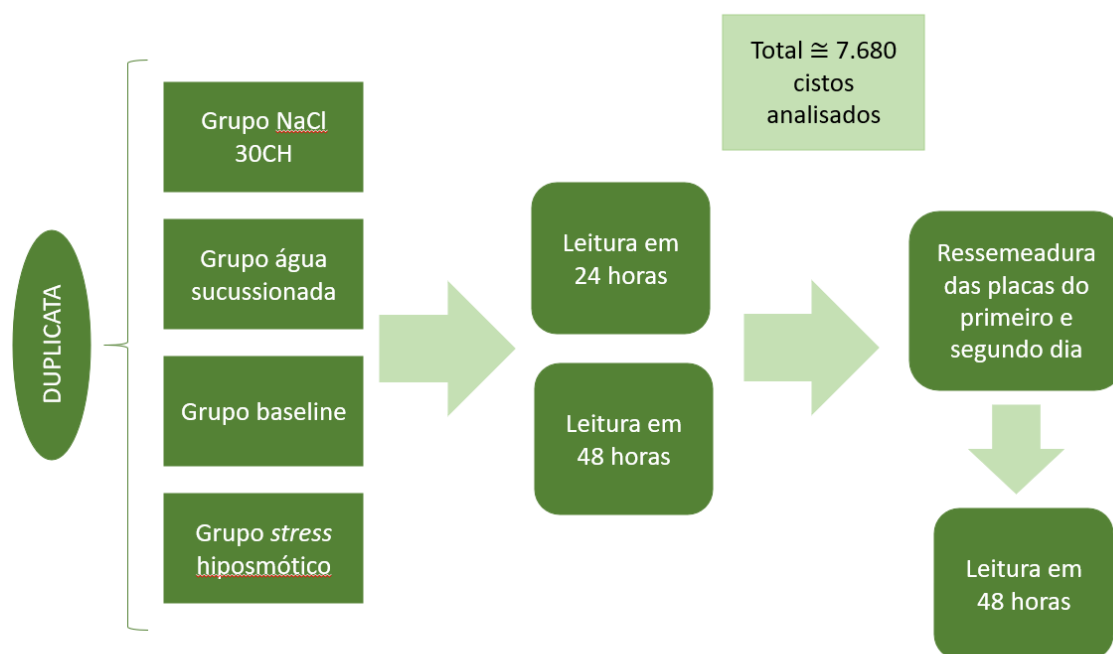 DUPLICATA
Grupo NaCl
30CH
Grupo água
sucussionada
Grupo baseline
Grupo stress
hiposmótico
Leitura em
24 horas
Leitura em
48 horas
Total ≅ 7.680
cistos
analisados
Ressemeadura
das placas do
primeiro e
segundo dia
Leitura em
48 horas